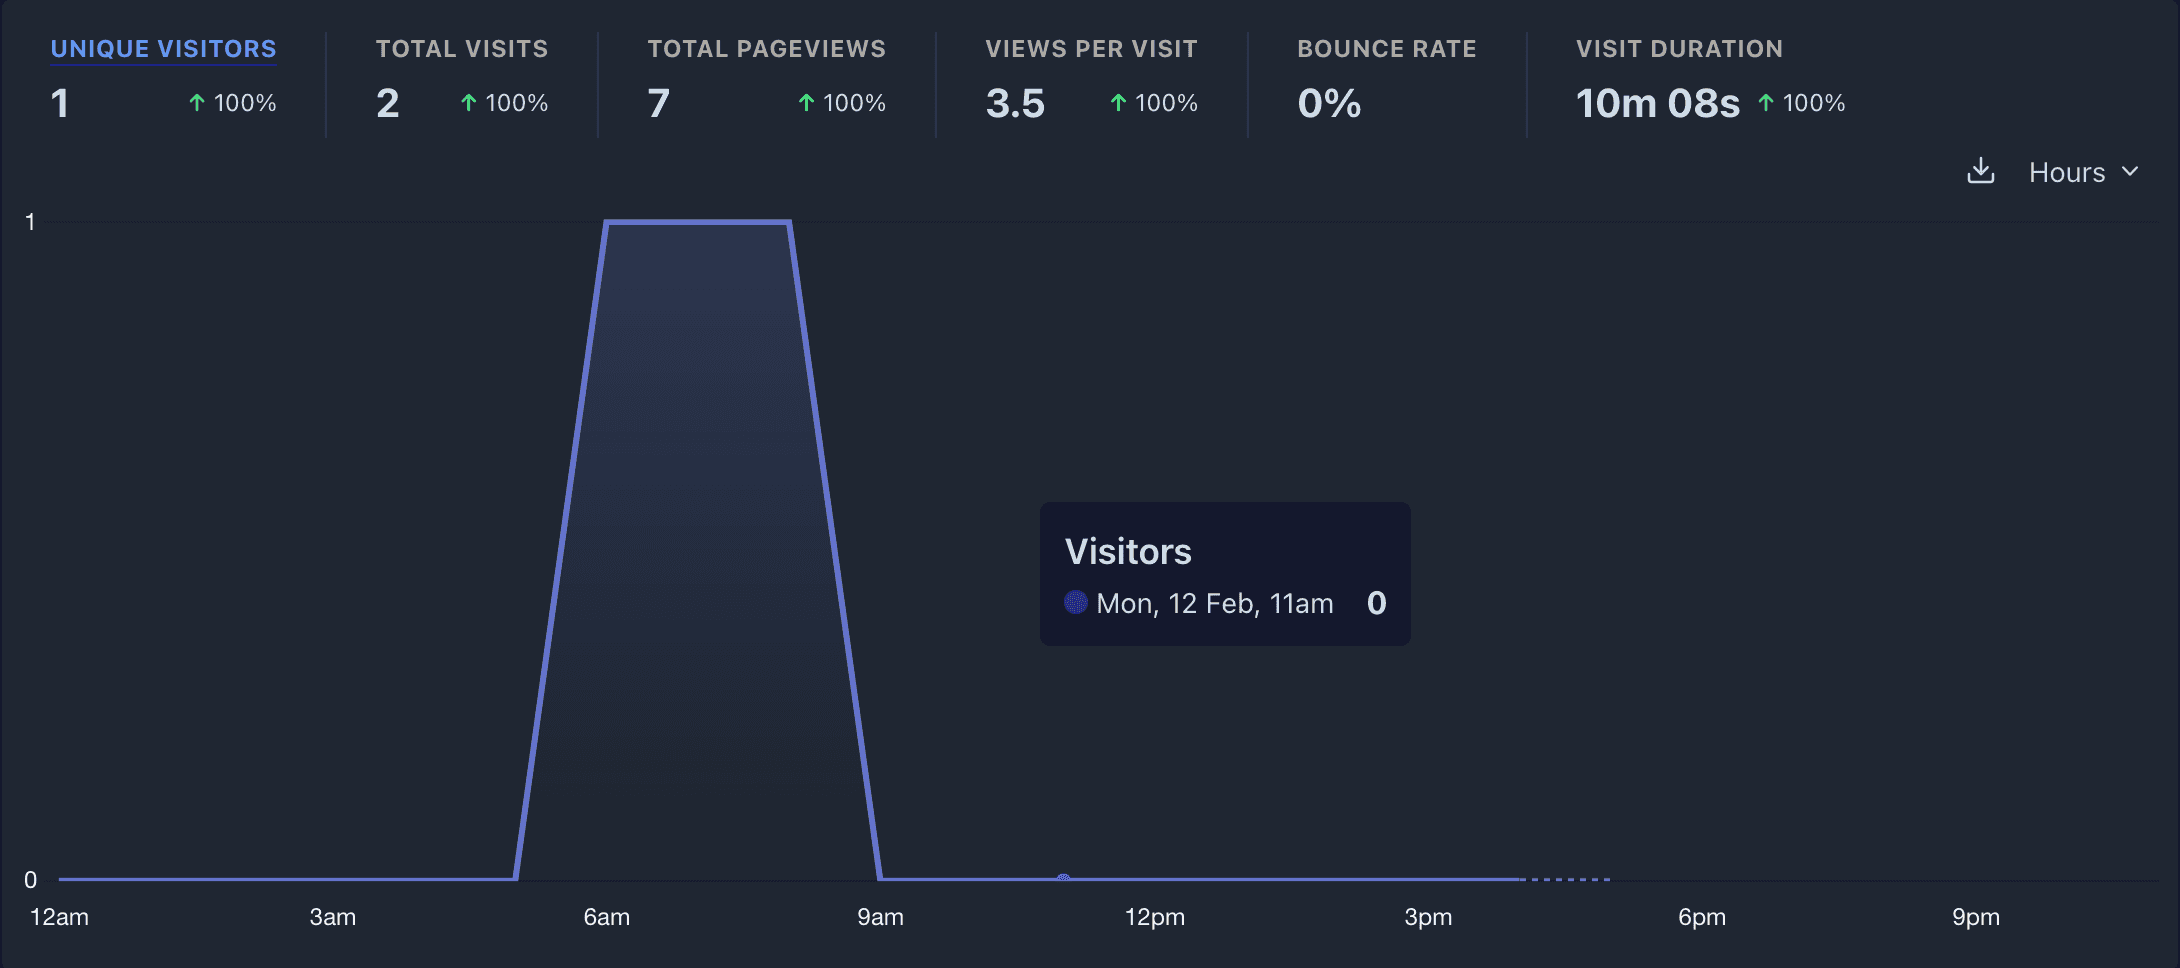 UNIQUE VISITORS
1 ↑ 100%
TOTAL VISITS
2 ↑ 100%
TOTAL PAGEVIEWS
7 ↑ 100%
VIEWS PER VISIT
3.5 ↑ 100%
BOUNCE RATE
0%
VISIT DURATION
10m 08s ↑ 100%
Hours
1
Visitors
Mon, 12 Feb, 11am 0
0
12am 3am 6am 9am 12pm 3pm 6pm 9pm